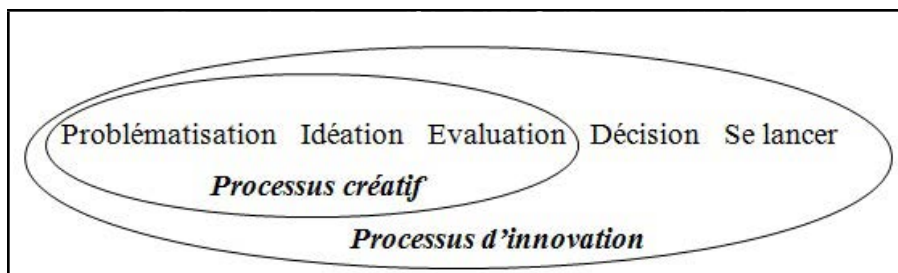 Problématisation Idéation Evaluation Décision Se lancer
Processus créatif
Processus d'innovation